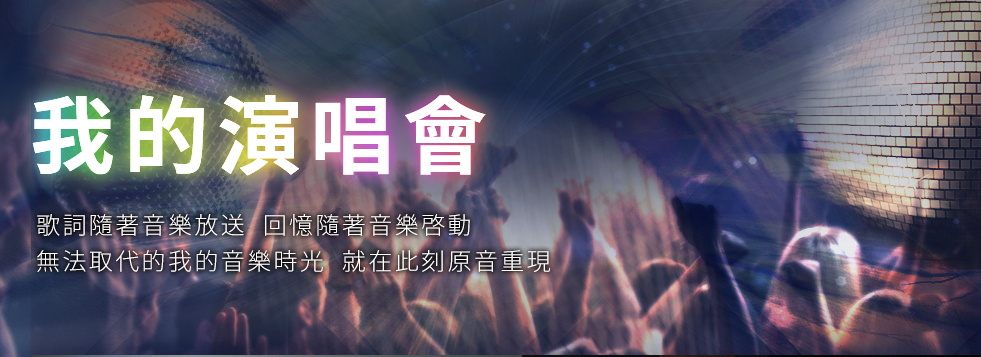 我的演唱會
歌詞隨著音樂放送 回憶隨著音樂啓動
無法取代的我的音樂時光 就在此刻原音重現